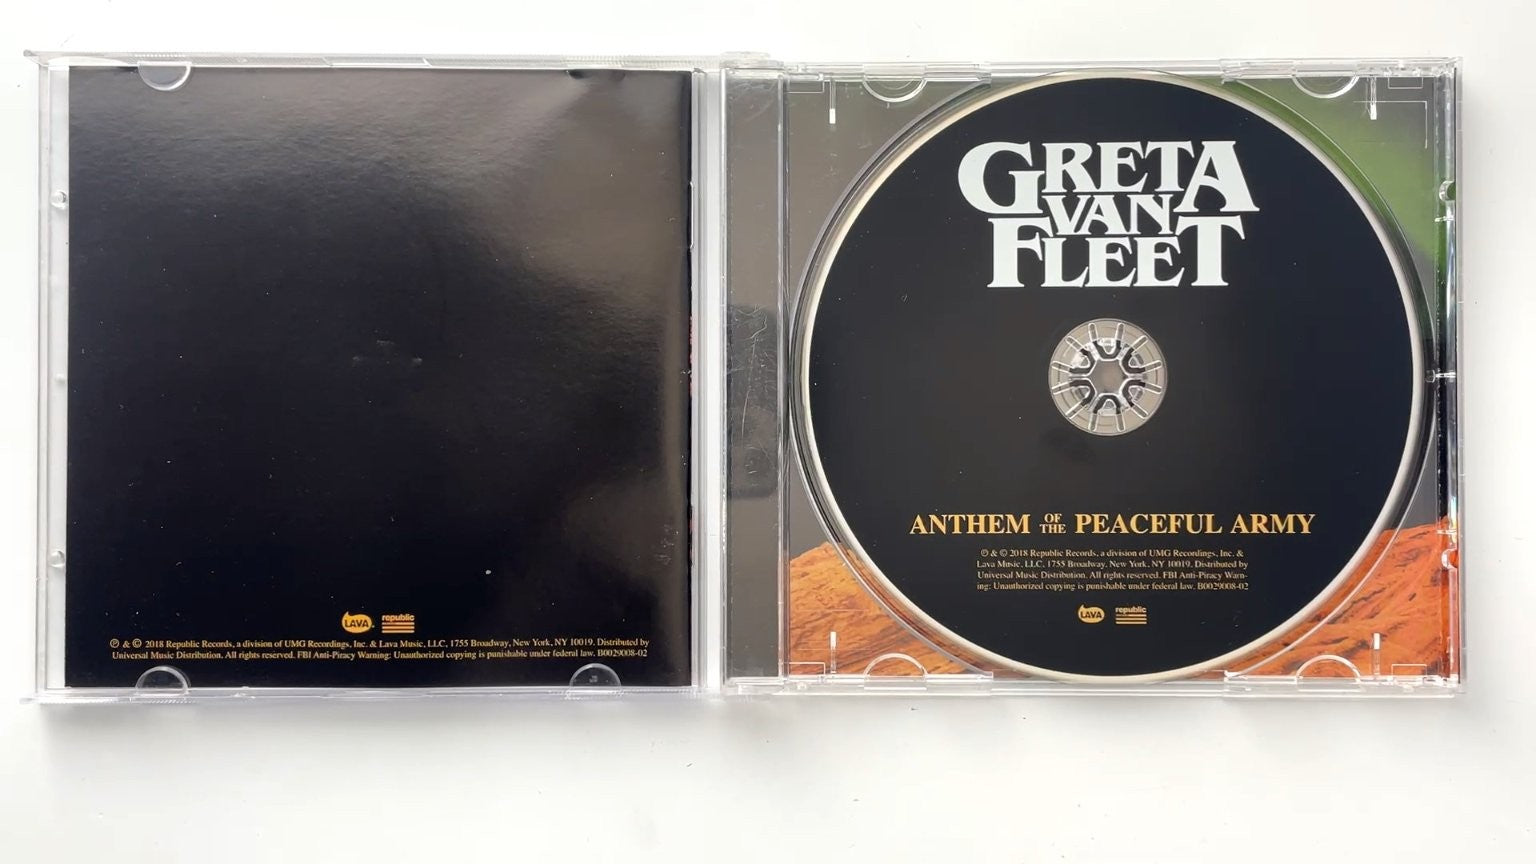 LAVA
republic
℗ & © 2018 Republic Records, a division of UMG Recordings, Inc. & Lava Music, LLC, 1755 Broadway, New York, NY 10019. Distributed by
Universal Music Distribution. All rights reserved. FBI Anti-Piracy Warning: Unauthorized copying is punishable under federal law. B0029008-02
GRETA
VAN
FLEET
ANTHEM OF THE PEACEFUL ARMY
℗ & © 2018 Republic Records, a division of UMG Recordings, Inc. &
Lava Music, LLC, 1755 Broadway, New York, NY 10019. Distributed by
Universal Music Distribution. All rights reserved. FBI Anti-Piracy Warn-
ing: Unauthorized copying is punishable under federal law. B0029008-02
LAVA
republic